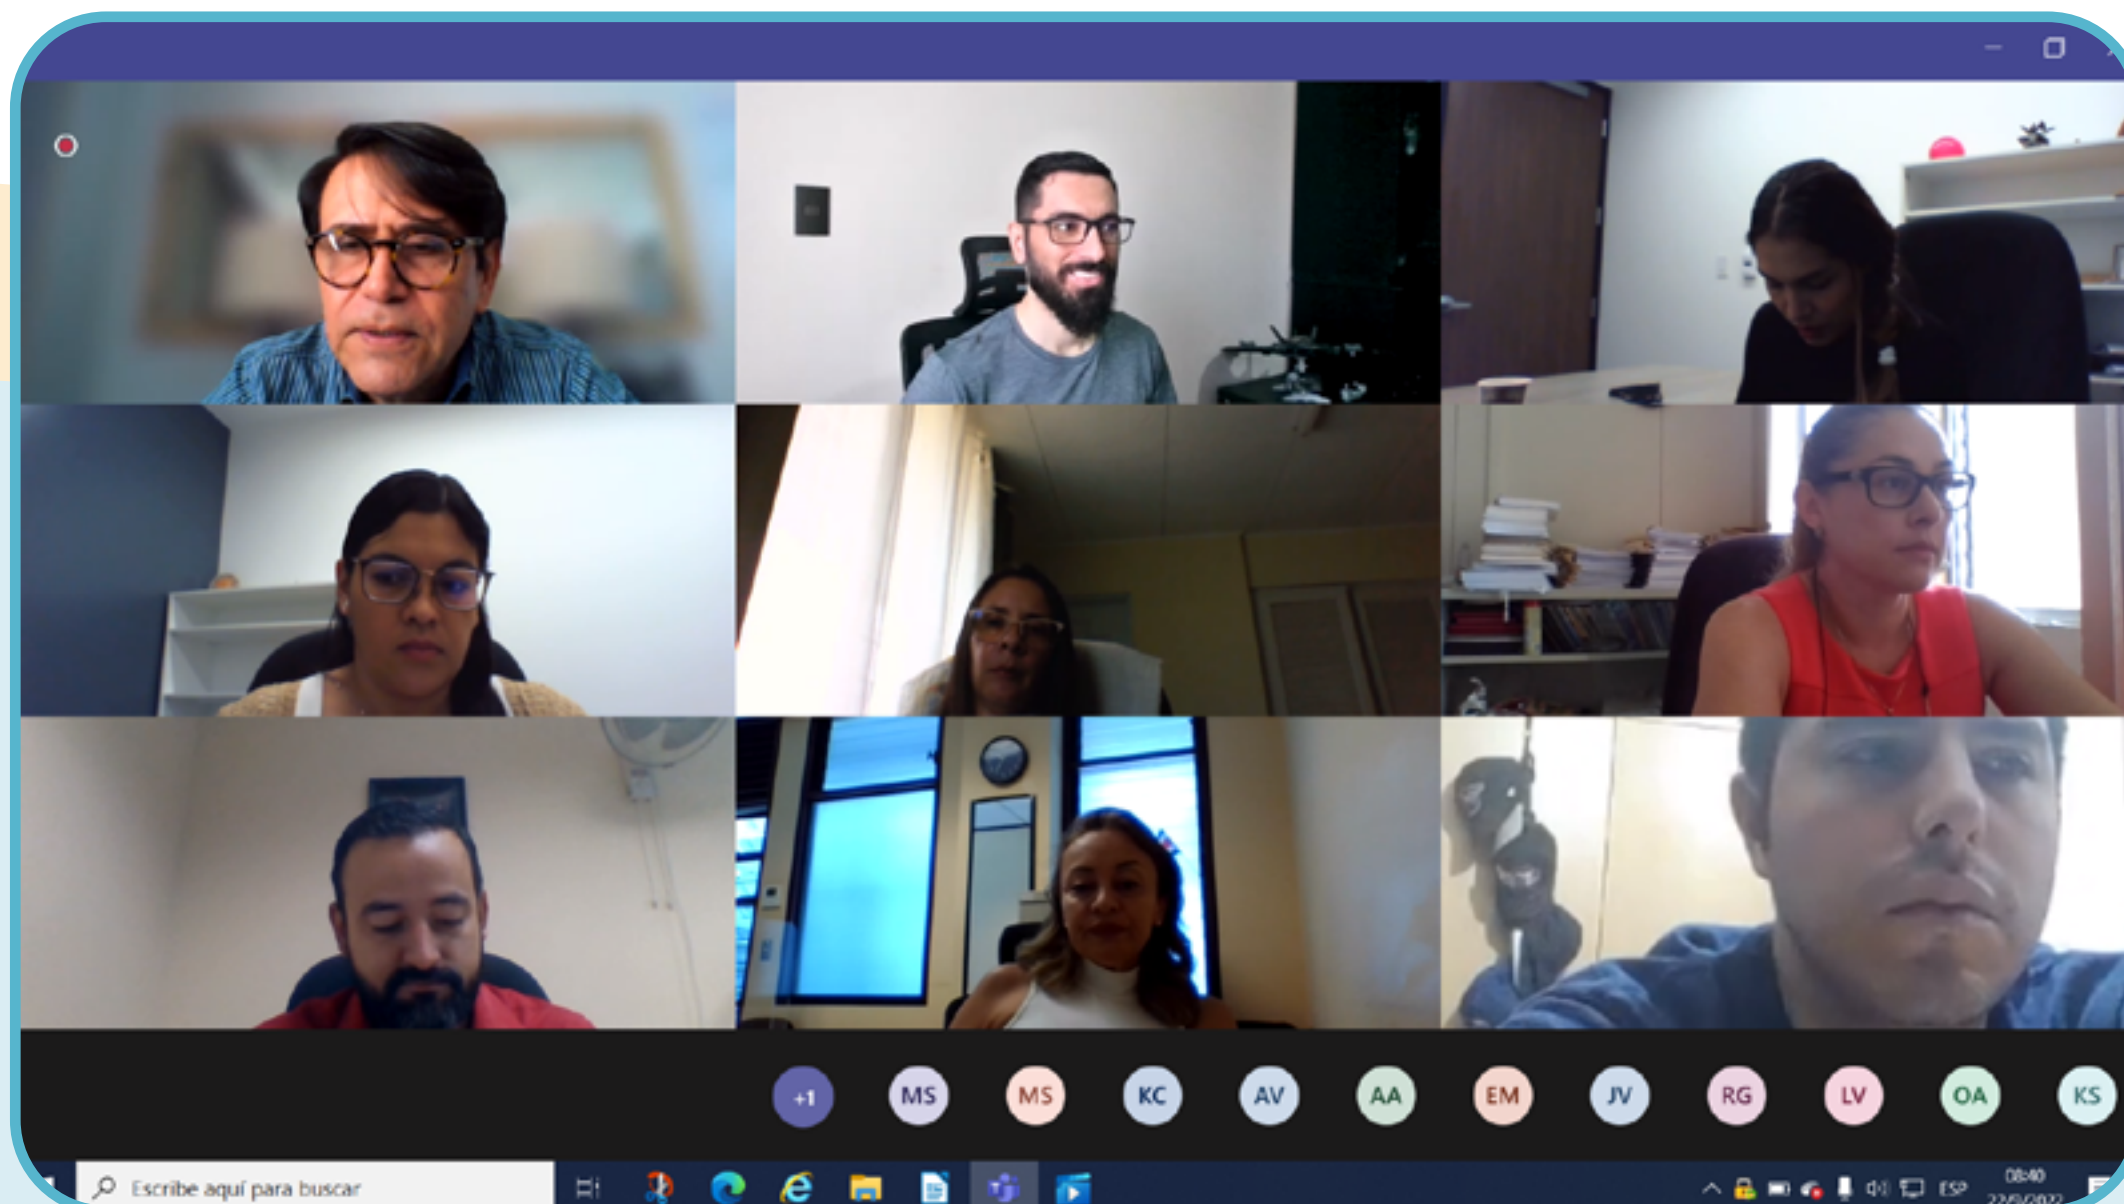 +1 MS MS KC AV AA EM JV RG LV OA KS
Escribe aquí para buscar
ESP
08:40